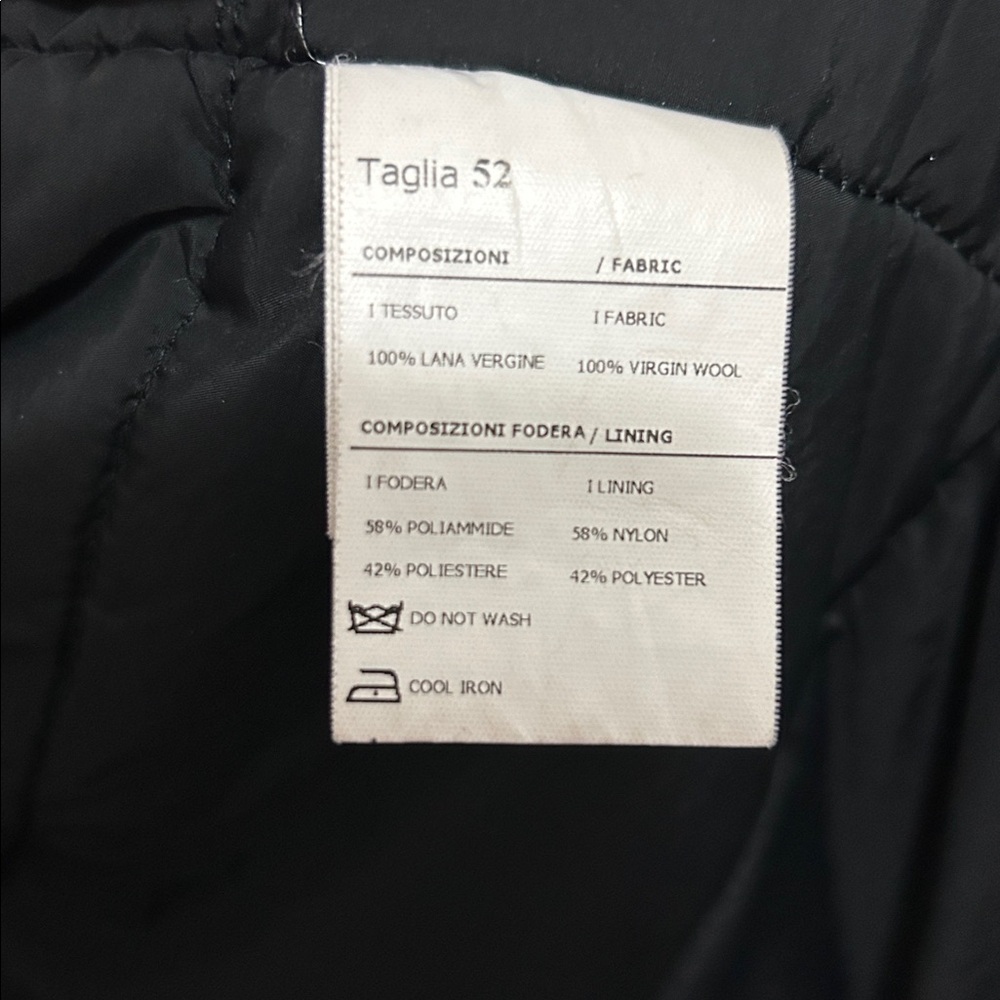 Taglia 52
COMPOSIZIONI / FABRIC
I TESSUTO I FABRIC
100% LANA VERGINE 100% VIRGIN WOOL
COMPOSIZIONI FODERA / LINING
I FODERA I LINING
58% POLIAMMIDE 58% NYLON
42% POLIESTERE 42% POLYESTER
DO NOT WASH
COOL IRON